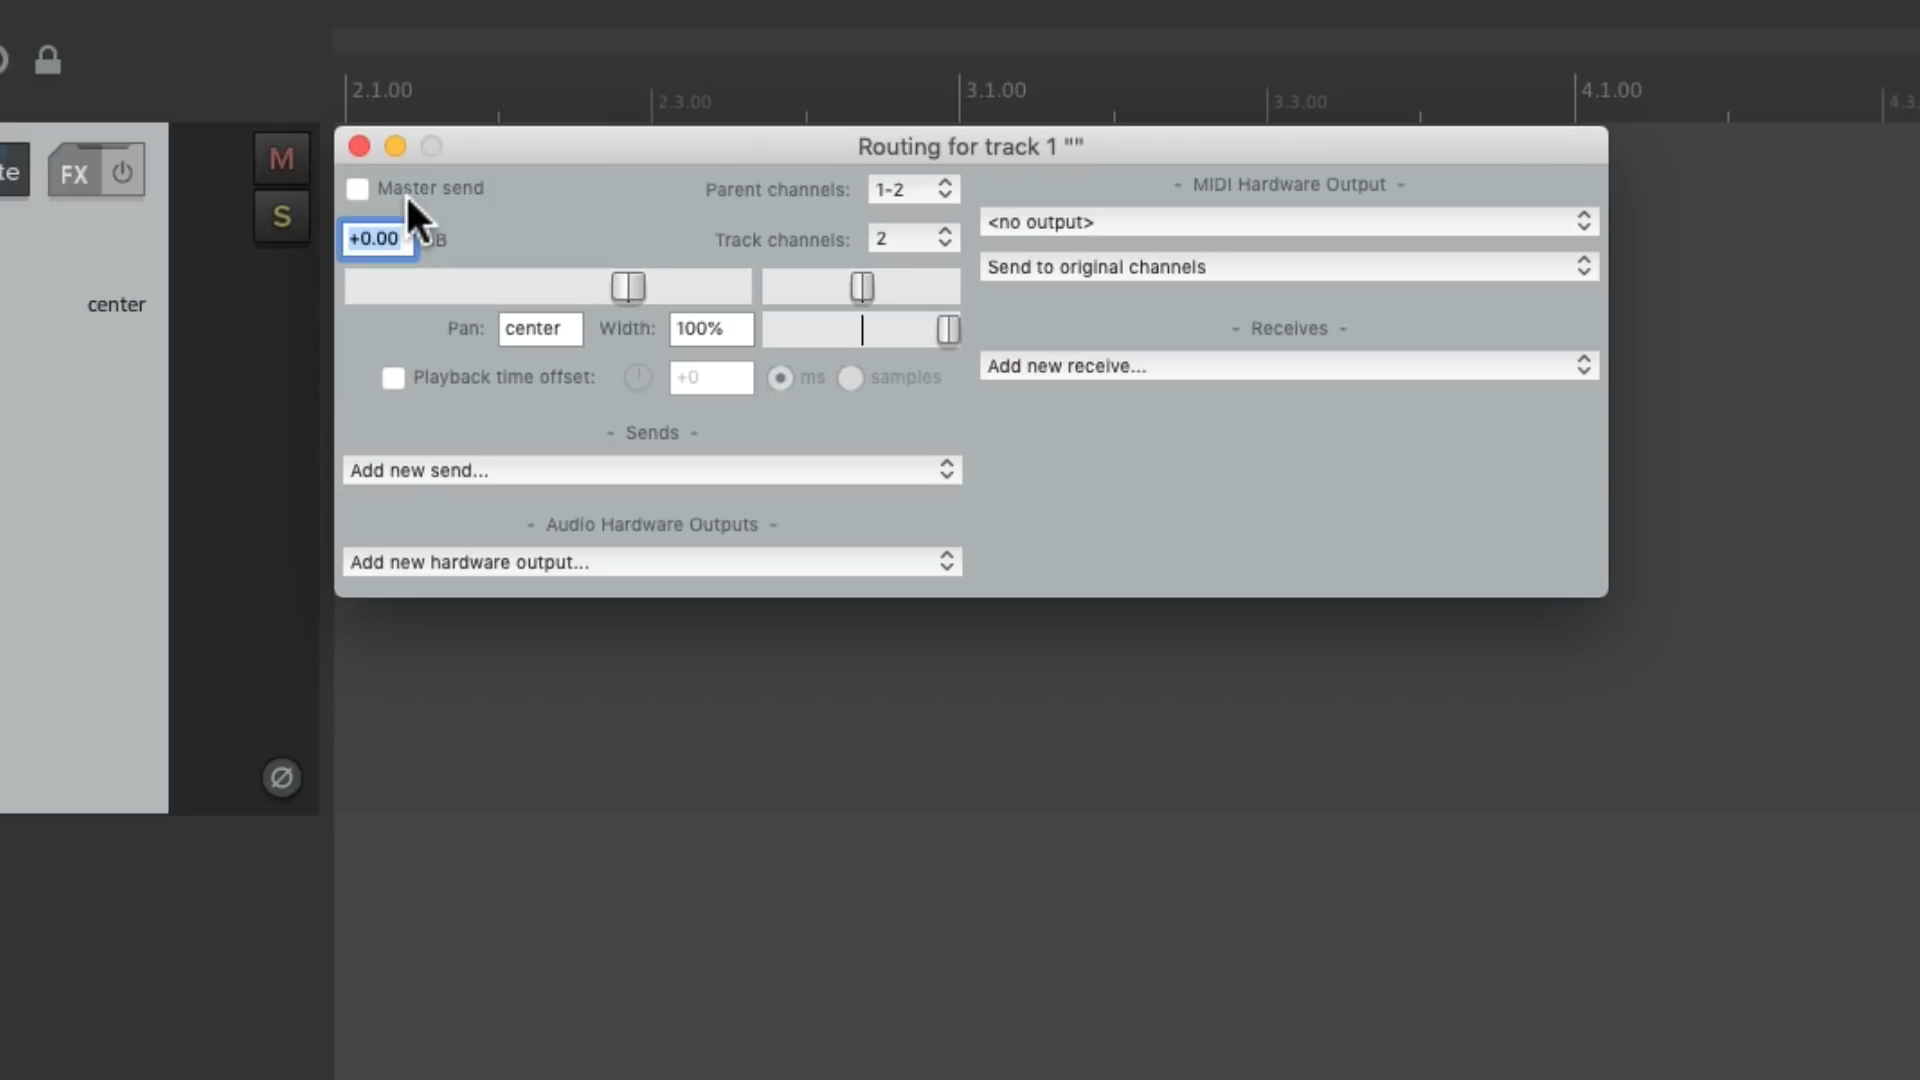 2.1.00 2.3.00 3.1.00 3.3.00 4.1.00 4.3.
te FX M
S
center
Routing for track 1 ""
Master send Parent channels: 1-2
+0.00 Track channels: 2
Pan: center Width: 100%
Playback time offset: +0 ms samples
- Sends -
Add new send...
- Audio Hardware Outputs -
Add new hardware output...
- MIDI Hardware Output -
<no output>
Send to original channels
- Receives -
Add new receive...